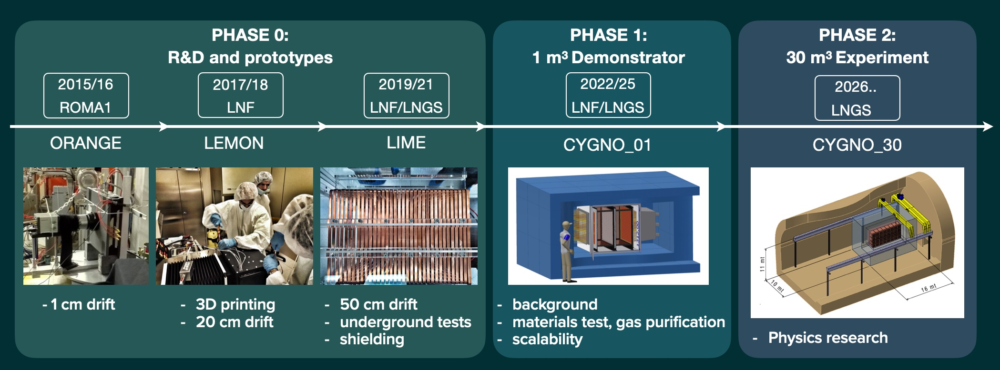 PHASE 0:
R&D and prototypes
2015/16
ROMA1
2017/18
LNF
2019/21
LNF/LNGS
ORANGE
LEMON
LIME
- 1 cm drift
- 3D printing
- 20 cm drift
- 50 cm drift
- underground tests
- shielding
PHASE 1:
1 m³ Demonstrator
2022/25
LNF/LNGS
CYGNO_01
- background
- materials test, gas purification
- scalability
PHASE 2:
30 m³ Experiment
2026..
LNGS
CYGNO_30
11 mt
10 mt
16 mt
- Physics research